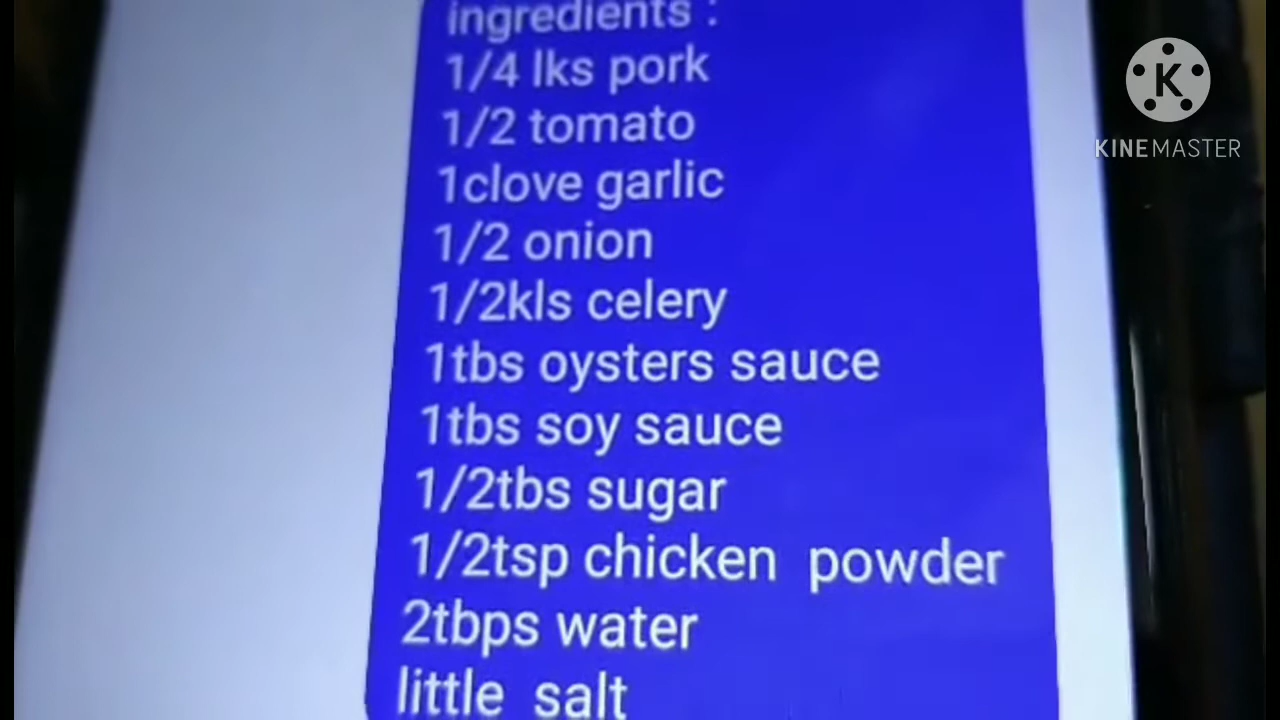 ingredients :
1/4 lks pork
1/2 tomato
1clove garlic
1/2 onion
1/2kls celery
1tbs oysters sauce
1tbs soy sauce
1/2tbs sugar
1/2tsp chicken powder
2tbps water
little salt
K
KINEMASTER